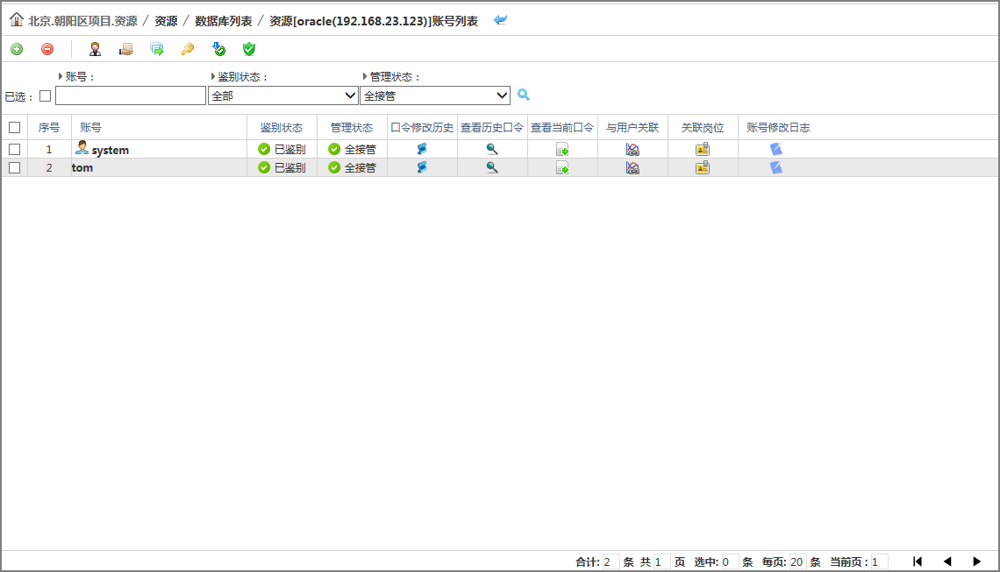 北京.朝阳区项目.资源 / 资源 / 数据库列表 / 资源[oracle(192.168.23.123)]账号列表
账号： 鉴别状态： 管理状态：
已选： 全部 全接管
序号 账号 鉴别状态 管理状态 口令修改历史 查看历史口令 查看当前口令 与用户关联 关联岗位 账号修改日志
1 system 已鉴别 全接管
2 tom 已鉴别 全接管
合计: 2 条 共 1 页 选中: 0 条 每页: 20 条 当前页：1